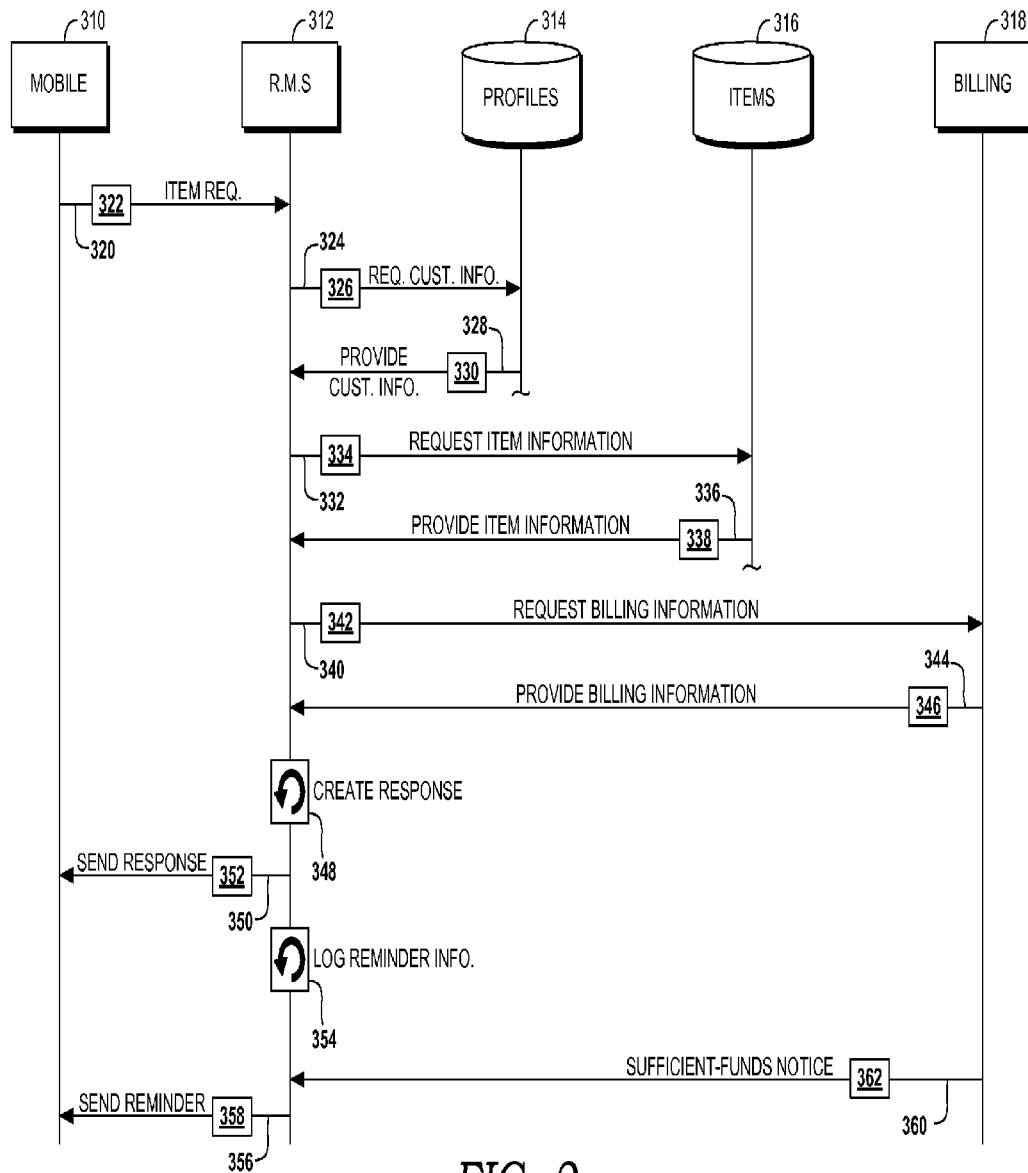 310
312
314
316
318
MOBILE
R.M.S
PROFILES
ITEMS
BILLING
322
ITEM REQ.
320
324
326
REQ. CUST. INFO.
328
PROVIDE
CUST. INFO.
330
334
REQUEST ITEM INFORMATION
332
336
PROVIDE ITEM INFORMATION
338
342
REQUEST BILLING INFORMATION
340
344
PROVIDE BILLING INFORMATION
346
CREATE RESPONSE
348
SEND RESPONSE
352
350
LOG REMINDER INFO.
354
SUFFICIENT-FUNDS NOTICE
362
360
SEND REMINDER
358
356
FIG.